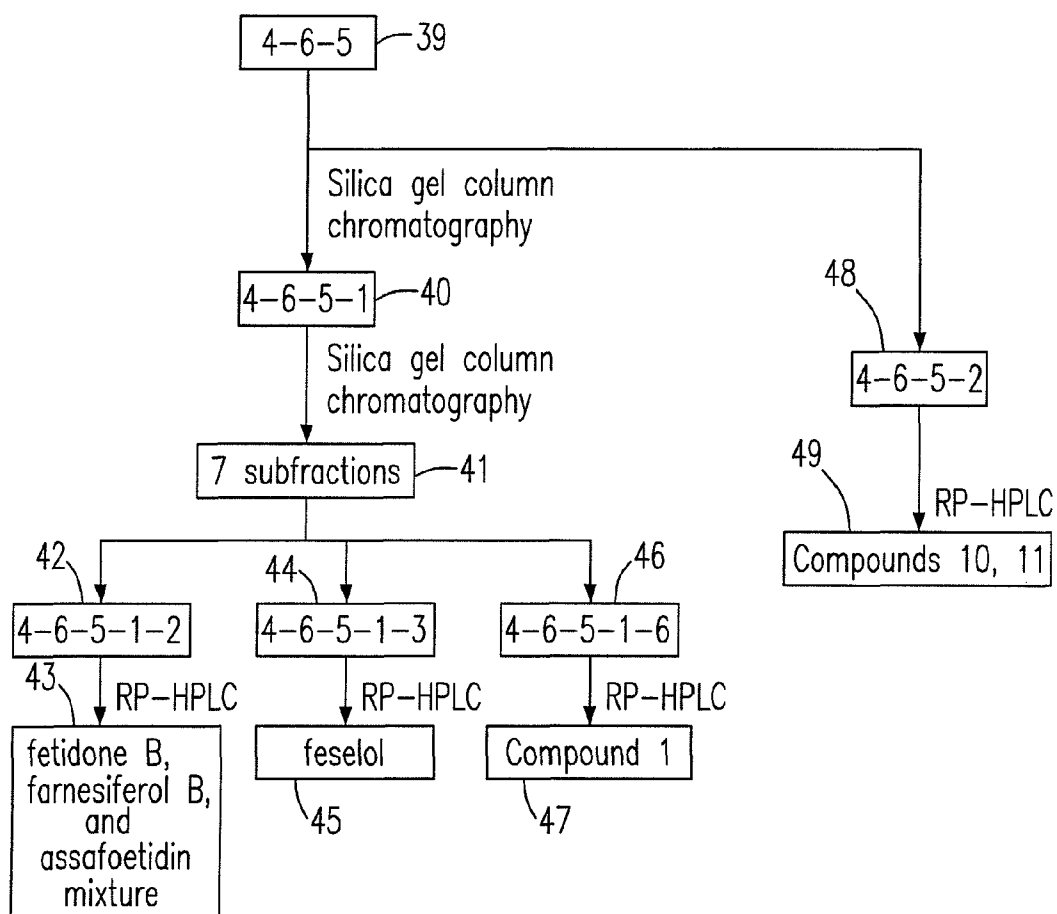 4-6-5
39
Silica gel column
chromatography
4-6-5-1
40
48
4-6-5-2
Silica gel column
chromatography
7 subfractions
41
49
RP-HPLC
Compounds 10, 11
42
44
46
4-6-5-1-2
4-6-5-1-3
4-6-5-1-6
43
RP-HPLC
RP-HPLC
RP-HPLC
fetidone B,
farnesiferol B,
and
assafoetidin
mixture
feselol
Compound 1
45
47